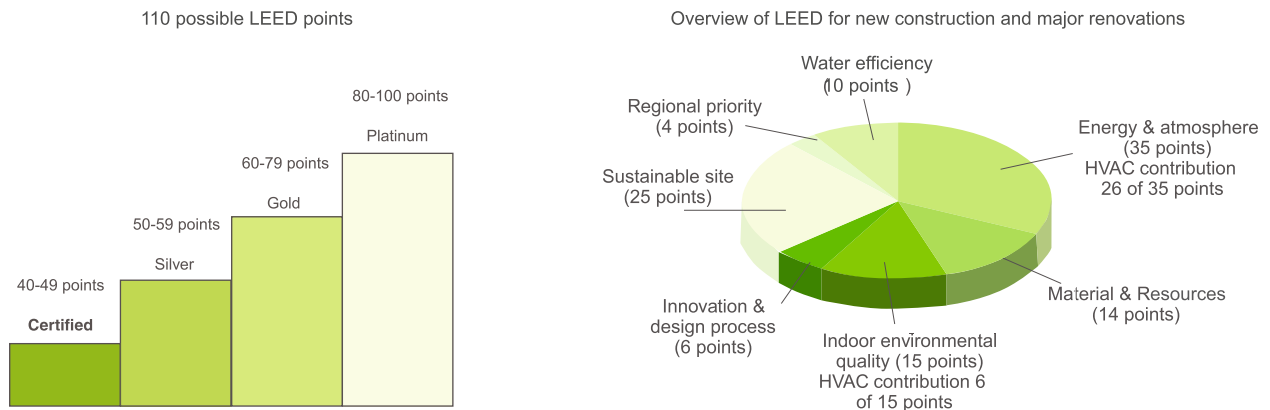 110 possible LEED points
80-100 points
Platinum
60-79 points
Gold
50-59 points
Silver
40-49 points
Certified
Overview of LEED for new construction and major renovations
Water efficiency
(10 points )
Regional priority
(4 points)
Energy & atmosphere
(35 points)
HVAC contribution
26 of 35 points
Sustainable site
(25 points)
Material & Resources
(14 points)
Innovation &
design process
(6 points)
Indoor environmental
quality (15 points)
HVAC contribution 6
of 15 points